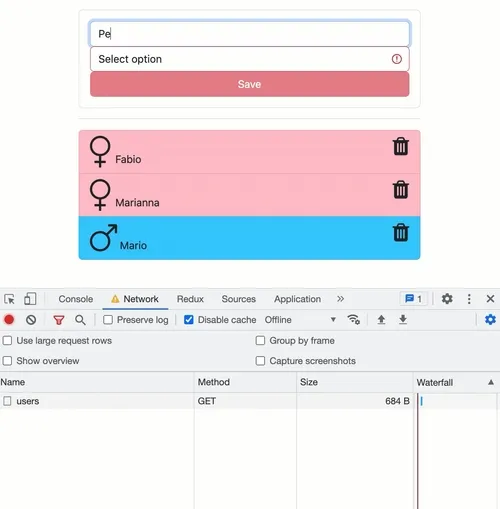 Pe
Select option
Save
Fabio
Marianna
Mario
Console Network Redux Sources Application » 1
Preserve log Disable cache Offline
Use large request rows Group by frame
Show overview Capture screenshots
Name Method Size Waterfall
users GET 684 B